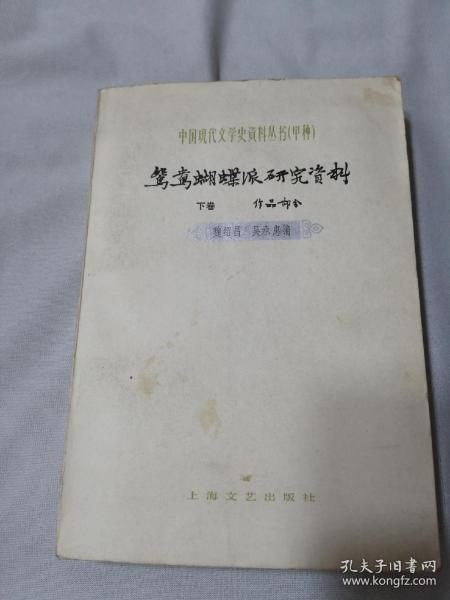 中国现代文学史资料丛书(甲种)
鸳鸯蝴蝶派研究资料
下卷 作品部分
魏绍昌 吴承惠编
上海文艺出版社
孔夫子旧书网
www.kongfz.com